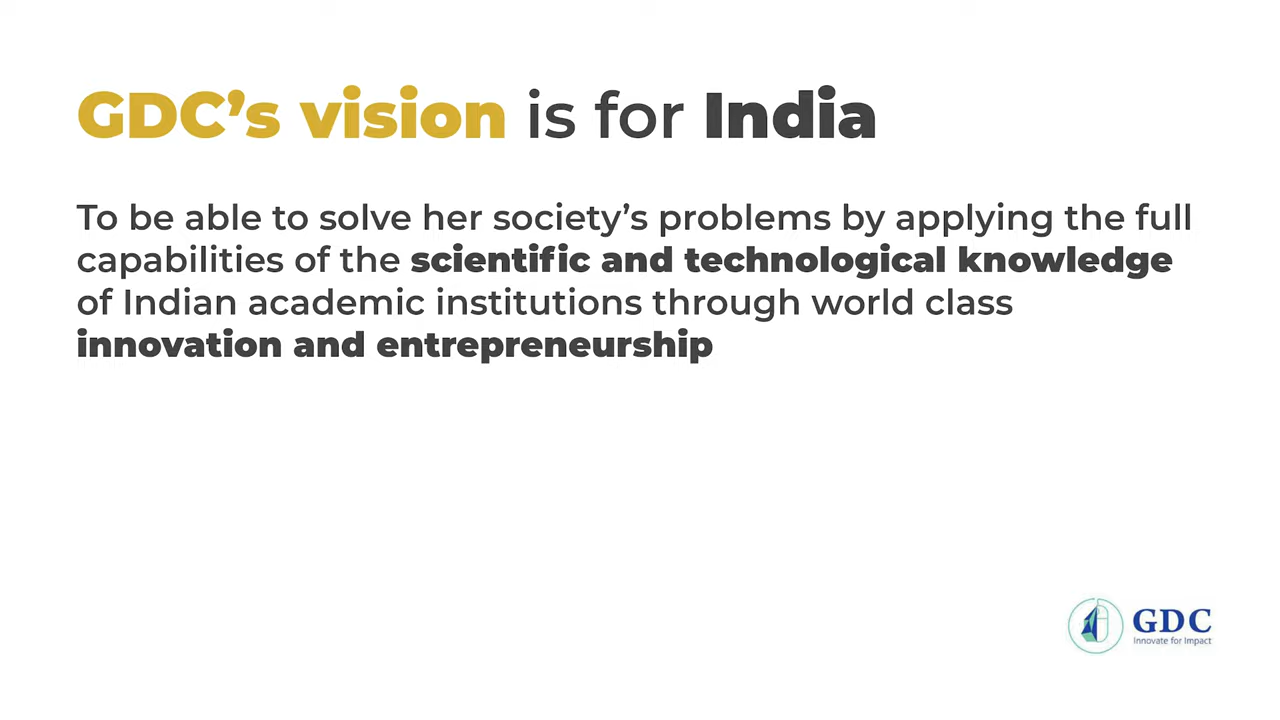 GDC’s vision is for India
To be able to solve her society’s problems by applying the full
capabilities of the scientific and technological knowledge
of Indian academic institutions through world class
innovation and entrepreneurship
GDC
Innovate for Impact